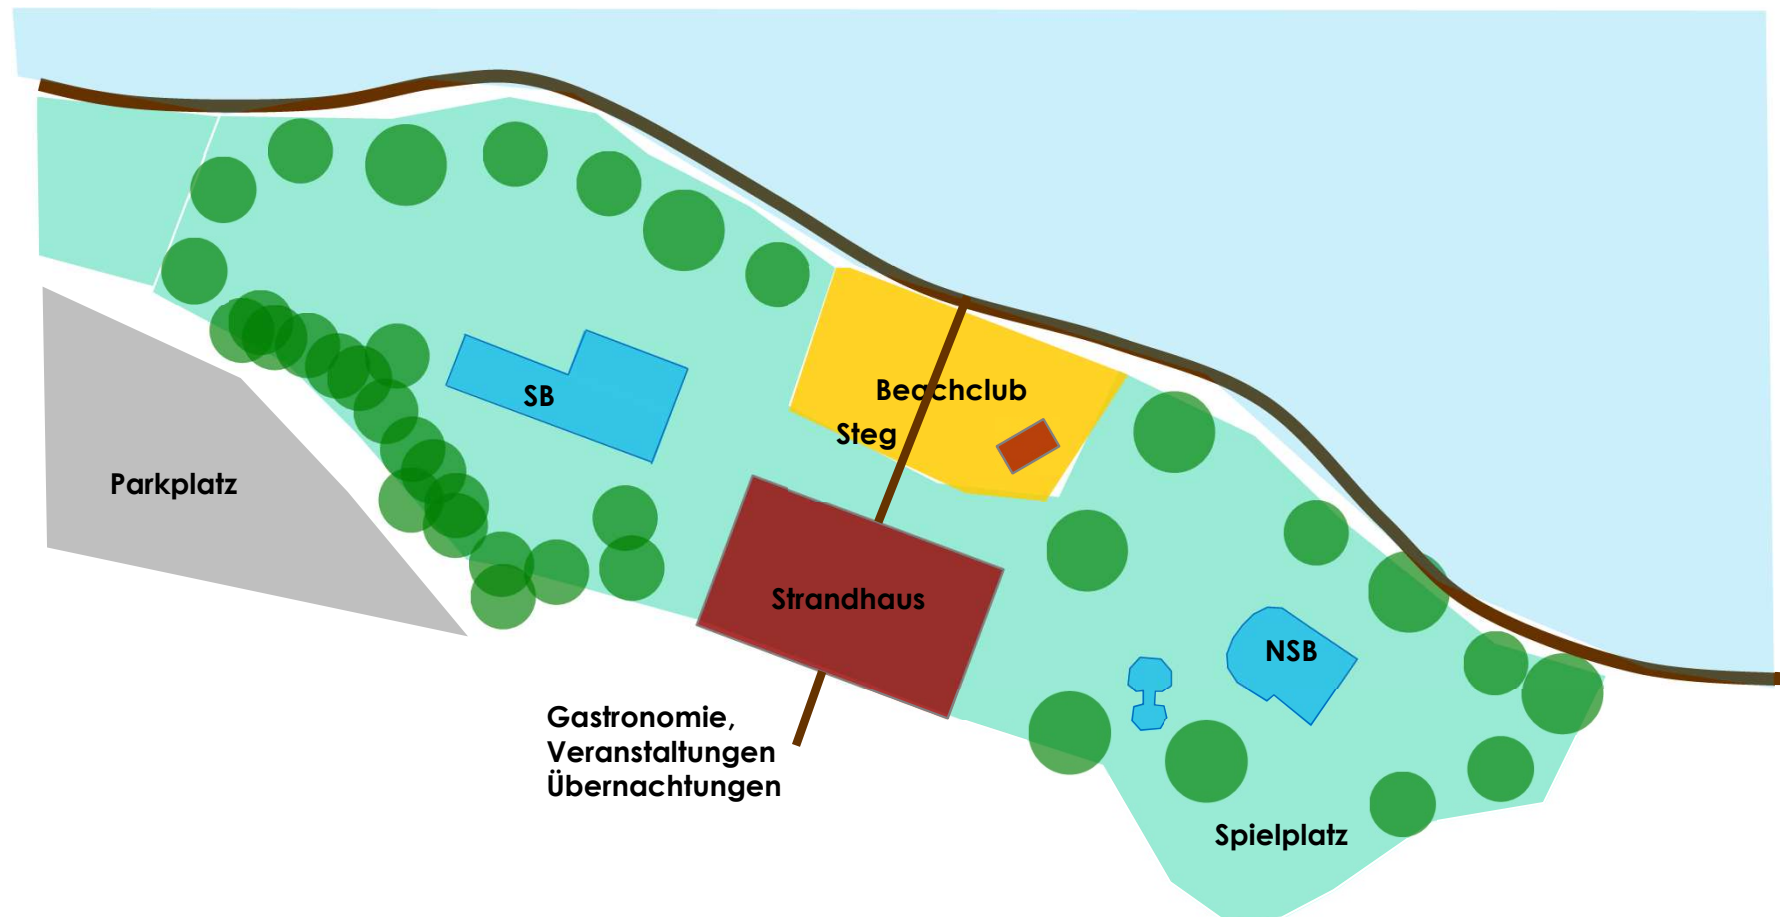 SB
Beachclub
Steg
Parkplatz
Strandhaus
NSB
Gastronomie,
Veranstaltungen
Übernachtungen
Spielplatz